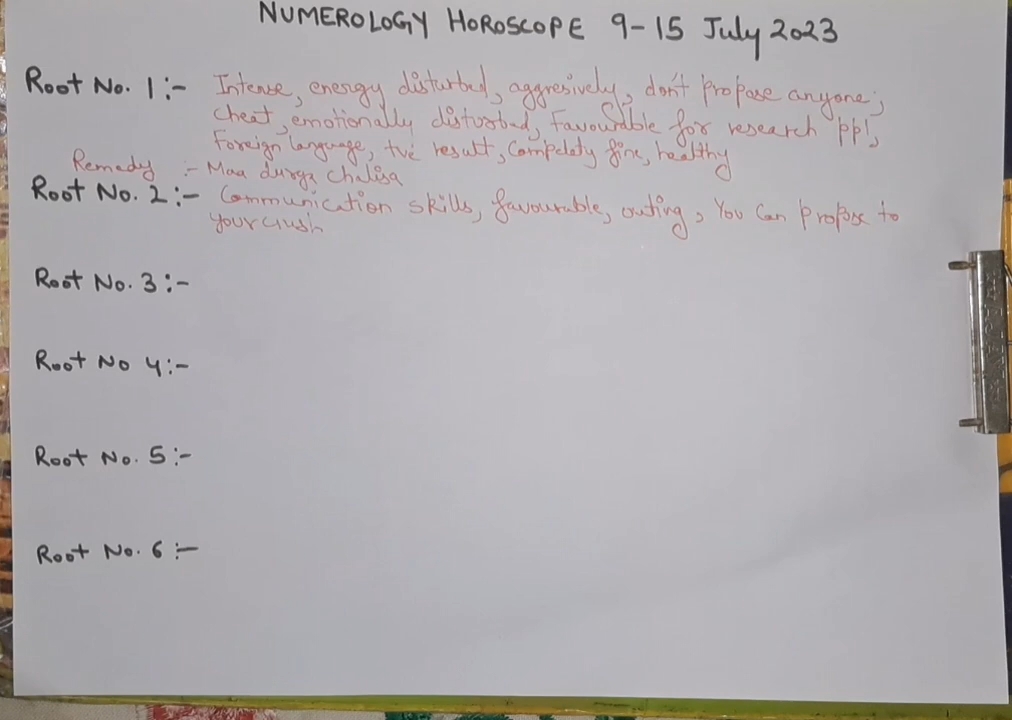 NUMEROLOGY HOROSCOPE 9-15 July 2023
Root No. 1:- Intense, energy disturbed, aggresively, don't propose anyone,
Cheat, emotionally disturbed, Favourable for research ppl,
Foreign language, +ve result, Completely fine, healthy
Remedy :- Maa durga Chalisa
Root No. 2:- Communication skills, favourable, outing, You Can propose to
your crush
Root No. 3:-
Root No 4:-
Root No. 5:-
Root No. 6:-